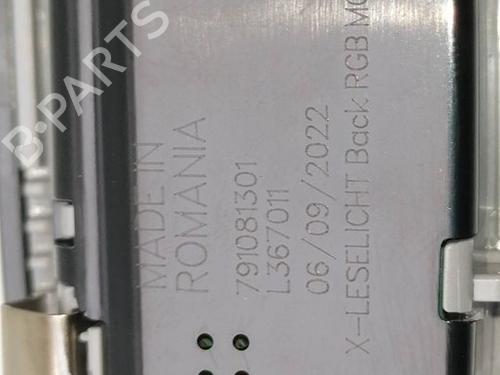 B-PARTS
MADE IN
ROMANIA
791081301
L367011
06/09/2022
X-LESELICHT Back RGB